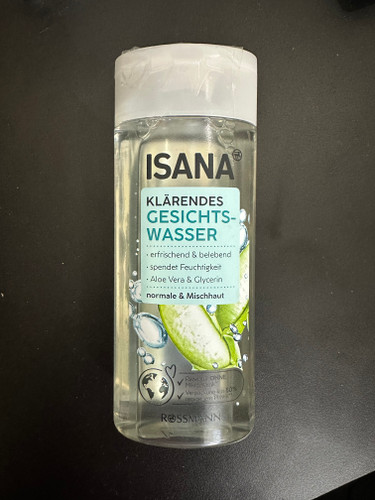 ISANA
KLÄRENDES
GESICHTS-
WASSER
• erfrischend & belebend
• spendet Feuchtigkeit
• Aloe Vera & Glycerin
normale & Mischhaut
ROSSMANN